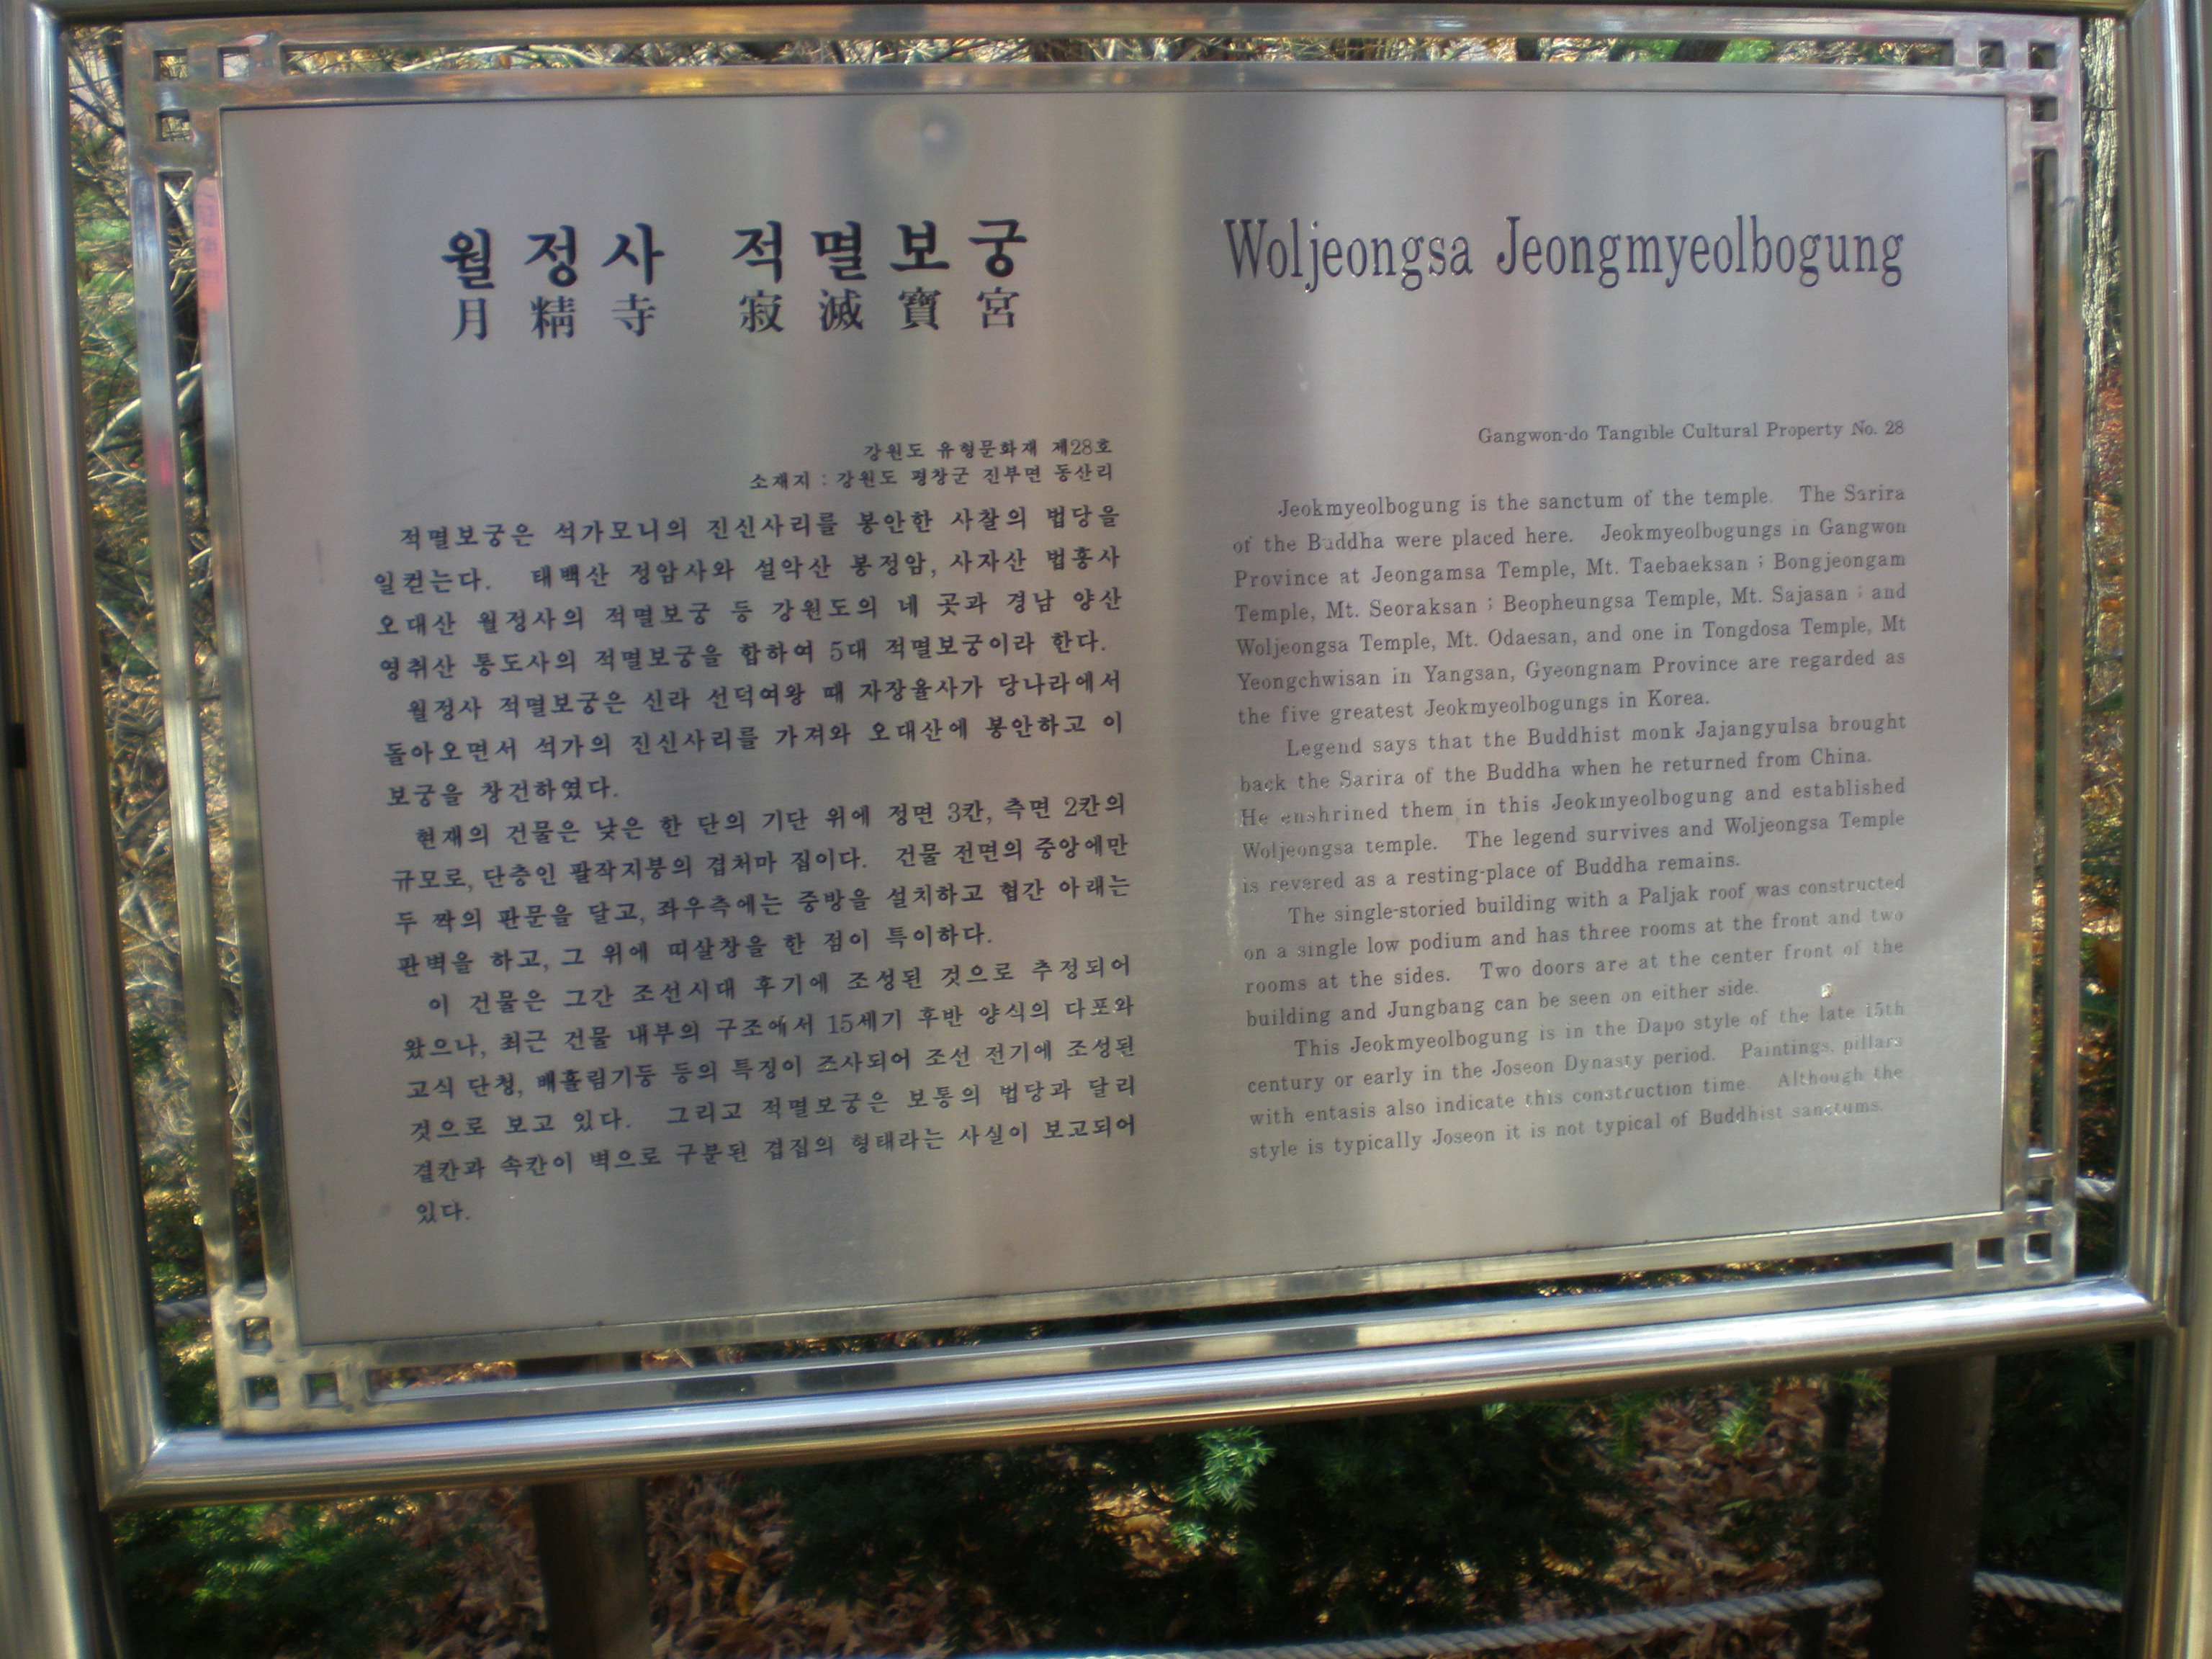 월정사 적멸보궁
月精寺 寂滅寶宮
강원도 유형문화재 제28호
소재지 : 강원도 평창군 진부면 동산리
적멸보궁은 석가모니의 진신사리를 봉안한 사찰의 법당을
일컫는다. 태백산 정암사와 설악산 봉정암, 사자산 법흥사
오대산 월정사의 적멸보궁 등 강원도의 네 곳과 경남 양산
영취산 통도사의 적멸보궁을 합하여 5대 적멸보궁이라 한다.
월정사 적멸보궁은 신라 선덕여왕 때 자장율사가 당나라에서
돌아오면서 석가의 진신사리를 가져와 오대산에 봉안하고 이
보궁을 창건하였다.
현재의 건물은 낮은 한 단의 기단 위에 정면 3칸, 측면 2칸의
규모로, 단층인 팔작지붕의 겹처마 집이다. 건물 전면의 중앙에만
두 짝의 판문을 달고, 좌우측에는 중방을 설치하고 협간 아래는
판벽을 하고, 그 위에 띠살창을 한 점이 특이하다.
이 건물은 그간 조선시대 후기에 조성된 것으로 추정되어
왔으나, 최근 건물 내부의 구조에서 15세기 후반 양식의 다포와
고식 단청, 배흘림기둥 등의 특징이 조사되어 조선 전기에 조성된
것으로 보고 있다. 그리고 적멸보궁은 보통의 법당과 달리
겉칸과 속칸이 벽으로 구분된 겹집의 형태라는 사실이 보고되어
있다.
Woljeongsa Jeongmyeolbogung
Gangwon-do Tangible Cultural Property No. 28
Jeokmyeolbogung is the sanctum of the temple. The Sarira
of the Buddha were placed here. Jeokmyeolbogungs in Gangwon
Province at Jeongamsa Temple, Mt. Taebaeksan ; Bongjeongam
Temple, Mt. Seoraksan ; Beopheungsa Temple, Mt. Sajasan ; and
Woljeongsa Temple, Mt. Odaesan, and one in Tongdosa Temple, Mt
Yeongchwisan in Yangsan, Gyeongnam Province are regarded as
the five greatest Jeokmyeolbogungs in Korea.
Legend says that the Buddhist monk Jajangyulsa brought
back the Sarira of the Buddha when he returned from China.
He enshrined them in this Jeokmyeolbogung and established
Woljeongsa temple. The legend survives and Woljeongsa Temple
is revered as a resting-place of Buddha remains.
The single-storied building with a Paljak roof was constructed
on a single low podium and has three rooms at the front and two
rooms at the sides. Two doors are at the center front of the
building and Jungbang can be seen on either side.
This Jeokmyeolbogung is in the Dapo style of the late 15th
century or early in the Joseon Dynasty period. Paintings, pillars
with entasis also indicate this construction time. Although the
style is typically Joseon it is not typical of Buddhist sanctums.